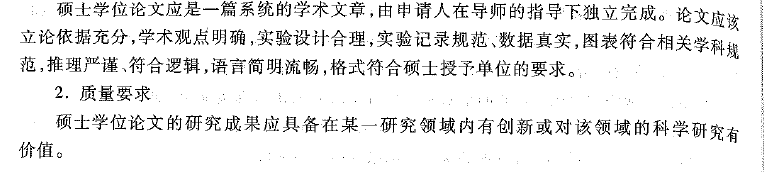 硕士学位论文应是一篇系统的学术文章,由申请人在导师的指导下独立完成。论文应该
立论依据充分,学术观点明确,实验设计合理,实验记录规范、数据真实,图表符合相关学科规
范,推理严谨、符合逻辑,语言简明流畅,格式符合硕士授予单位的要求。
2. 质量要求
硕士学位论文的研究成果应具备在某一研究领域内有创新或对该领域的科学研究有
价值。